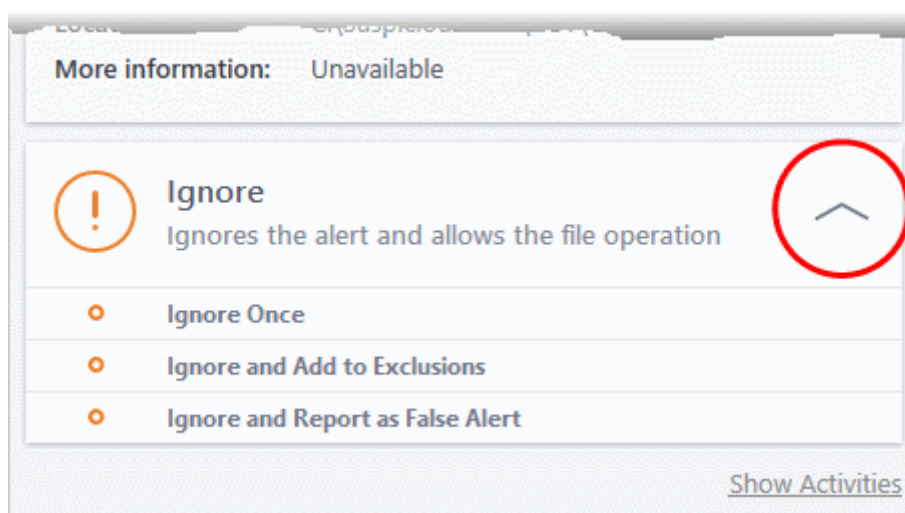 More information: Unavailable
Ignore
Ignores the alert and allows the file operation
Ignore Once
Ignore and Add to Exclusions
Ignore and Report as False Alert
Show Activities